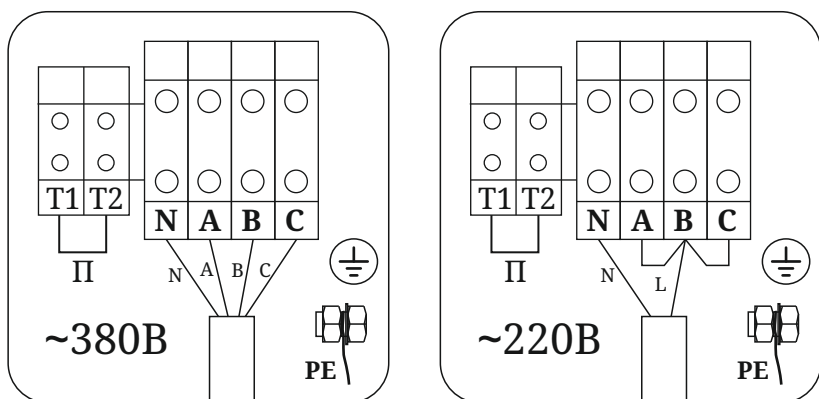 T1 T2
N A B C
П
N A B C
~380В
PE
T1 T2
N A B C
П
N L
~220В
PE